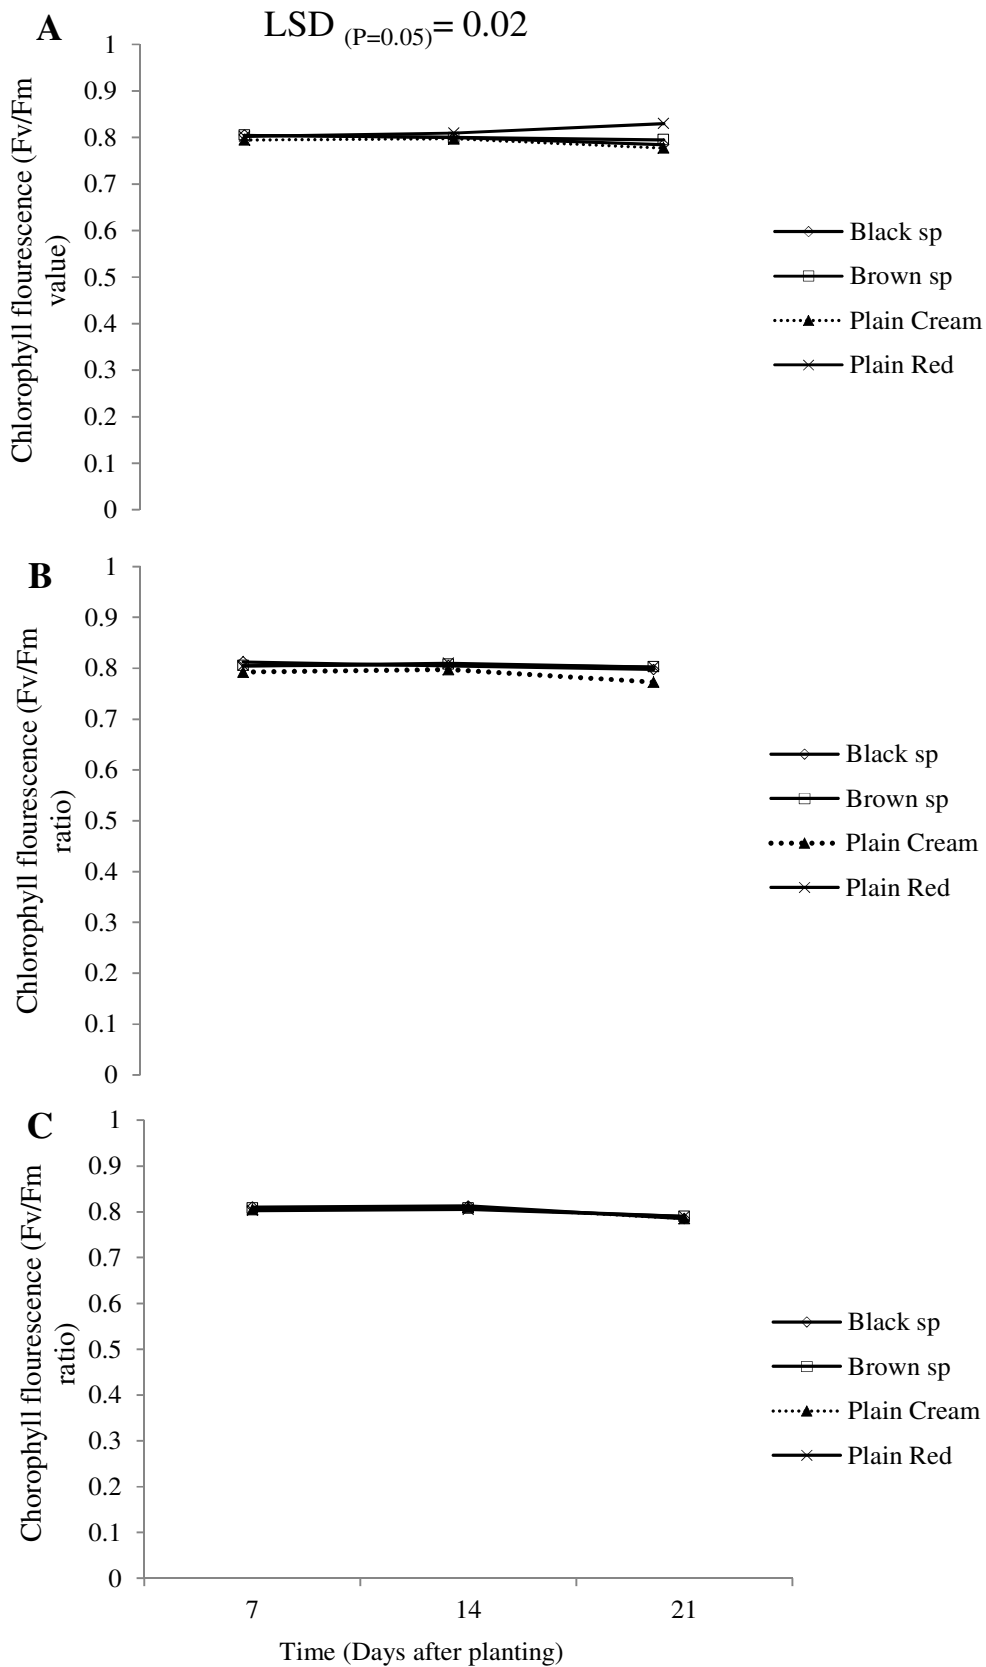 A
LSD (P=0.05)= 0.02
1
0.9
0.8
0.7
0.6
0.5
0.4
0.3
0.2
0.1
0
Chlorophyll flourescence (Fv/Fm
value)
Black sp
Brown sp
Plain Cream
Plain Red
B
1
0.9
0.8
0.7
0.6
0.5
0.4
0.3
0.2
0.1
0
Chlorophyll flourescence (Fv/Fm
ratio)
Black sp
Brown sp
Plain Cream
Plain Red
C
1
0.9
0.8
0.7
0.6
0.5
0.4
0.3
0.2
0.1
0
Chorophyll flourescence (Fv/Fm
ratio)
Black sp
Brown sp
Plain Cream
Plain Red
7
14
21
Time (Days after planting)